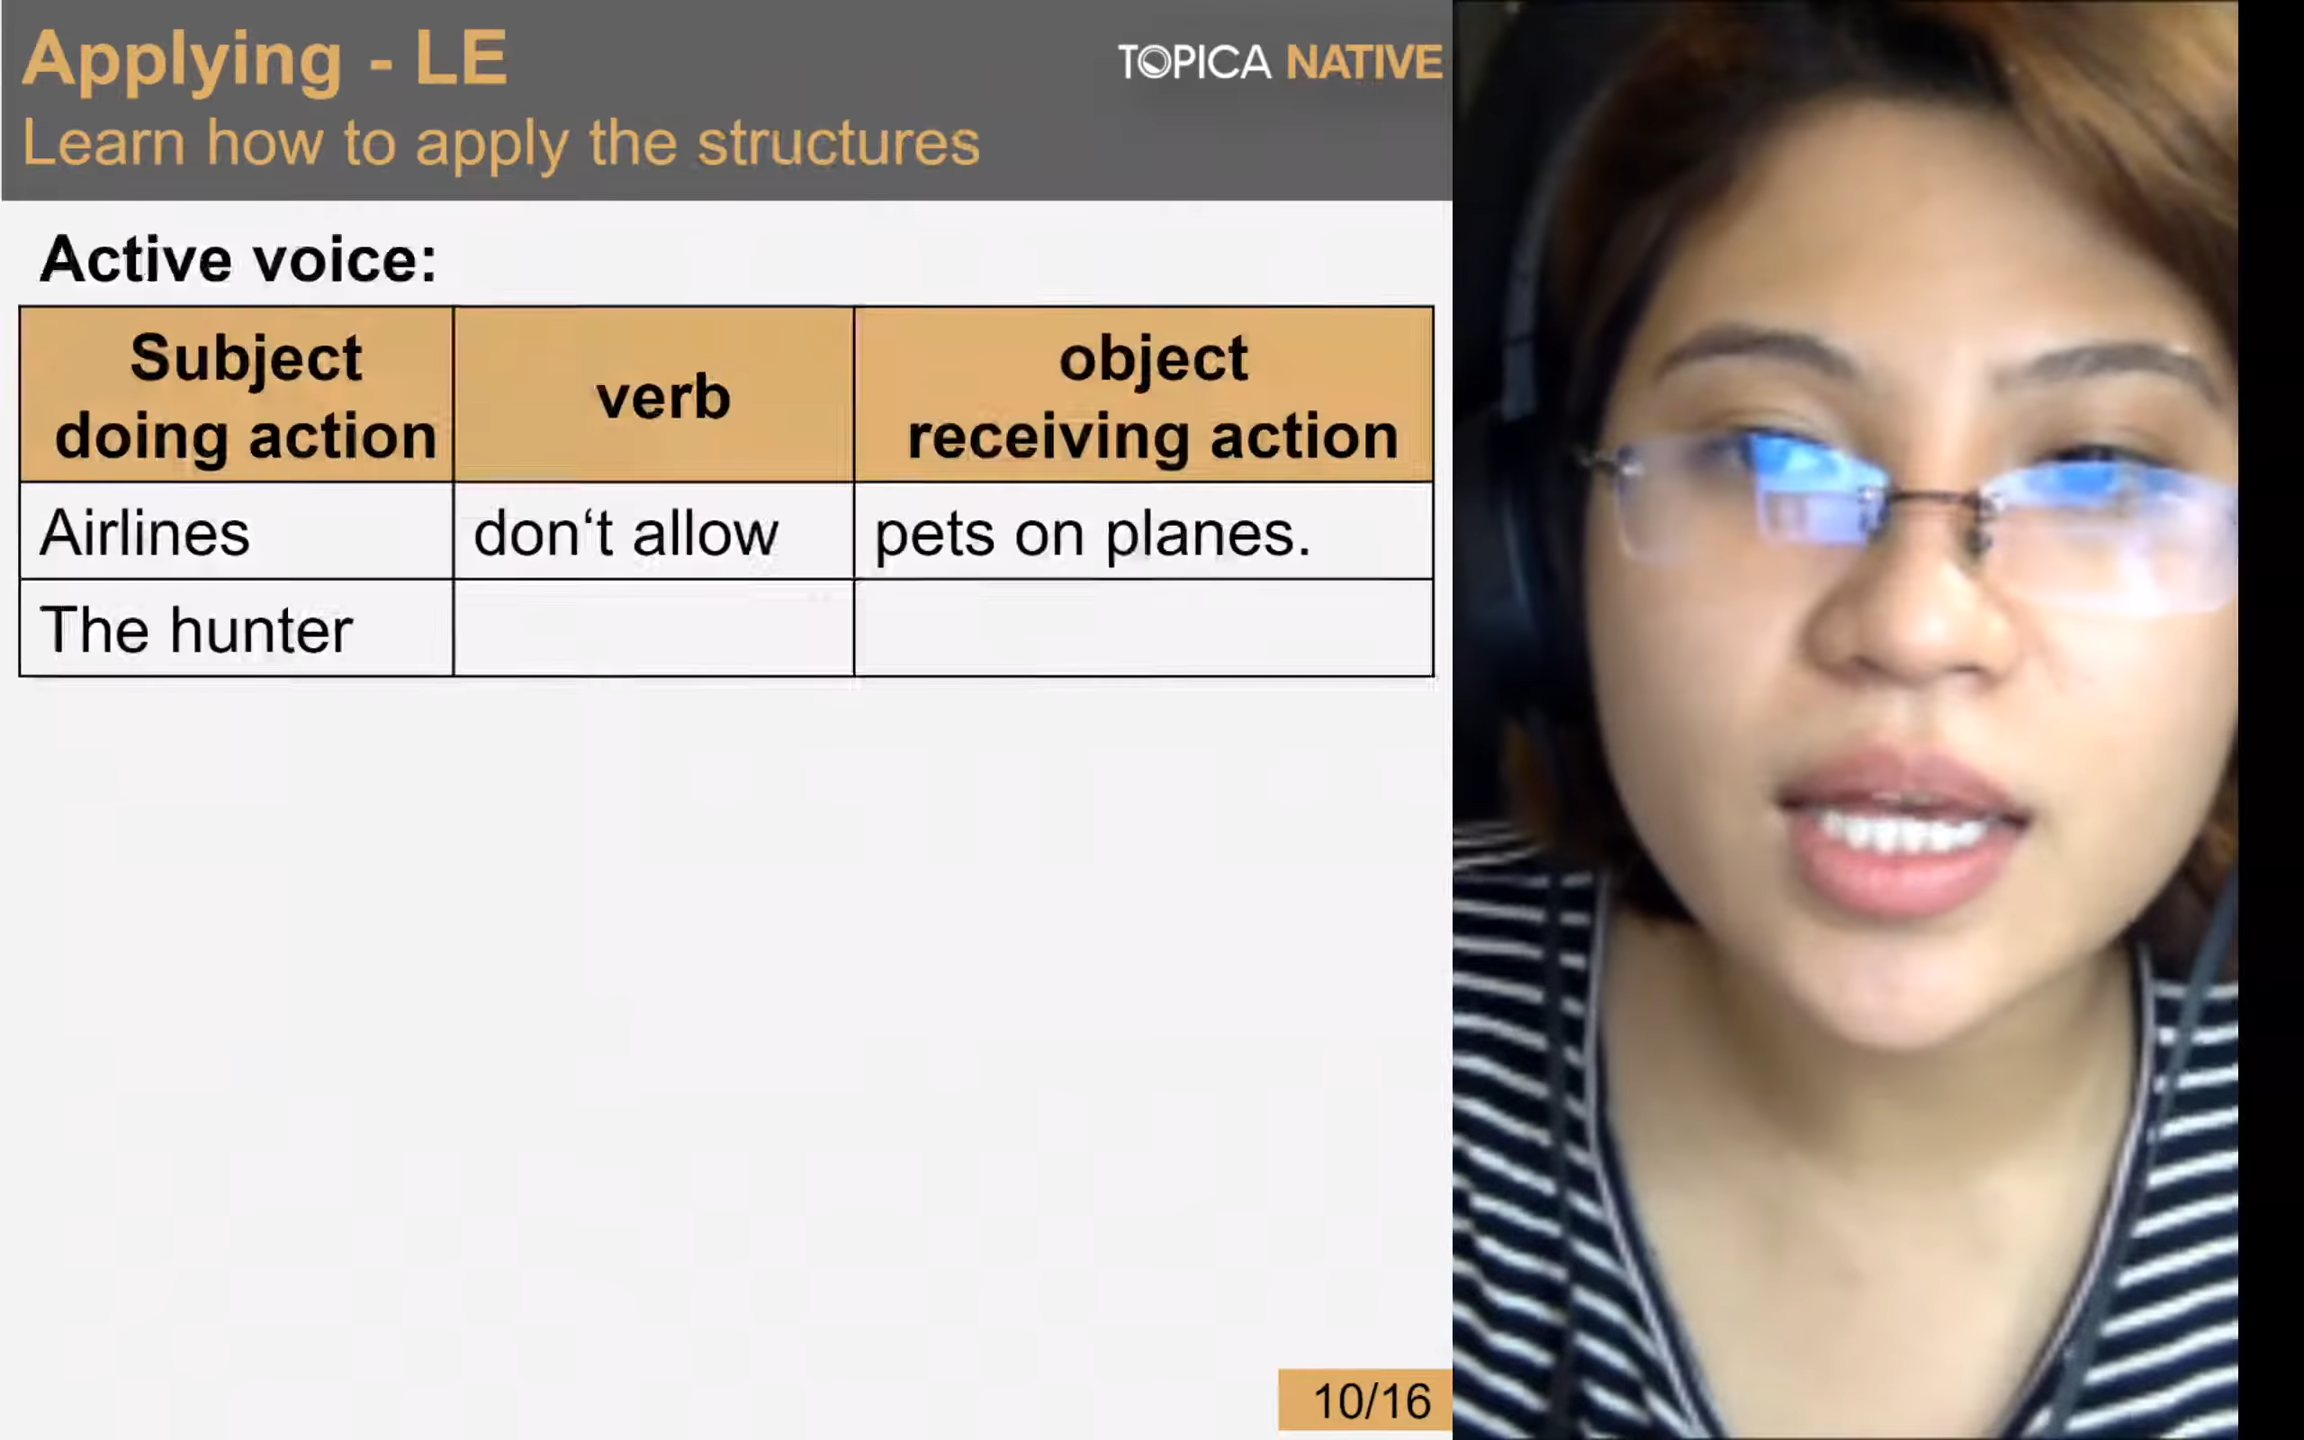 Applying - LE
TOPICA NATIVE
Learn how to apply the structures
Active voice:
Subject
doing action
verb
object
receiving action
Airlines
don‘t allow
pets on planes.
The hunter
10/16